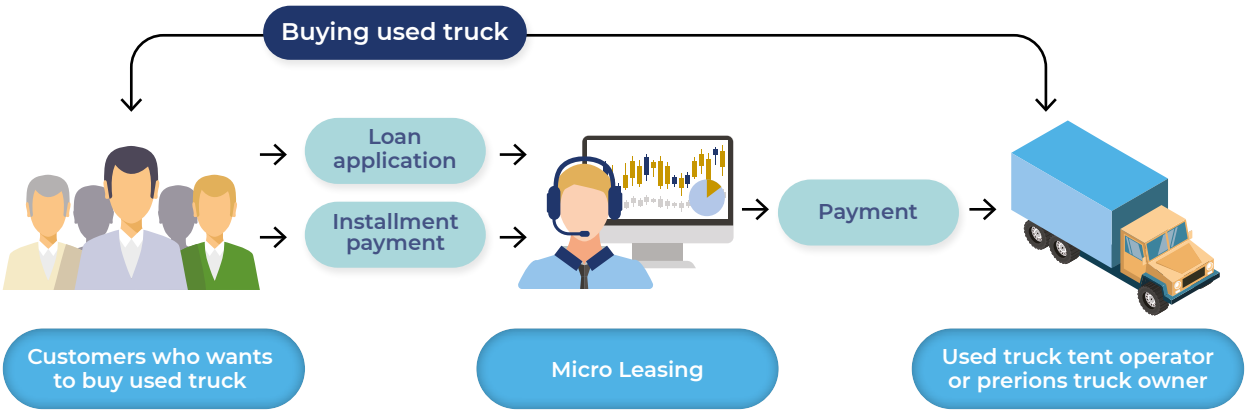 Buying used truck
Loan
application
Installment
payment
Payment
Customers who wants
to buy used truck
Micro Leasing
Used truck tent operator
or prerions truck owner